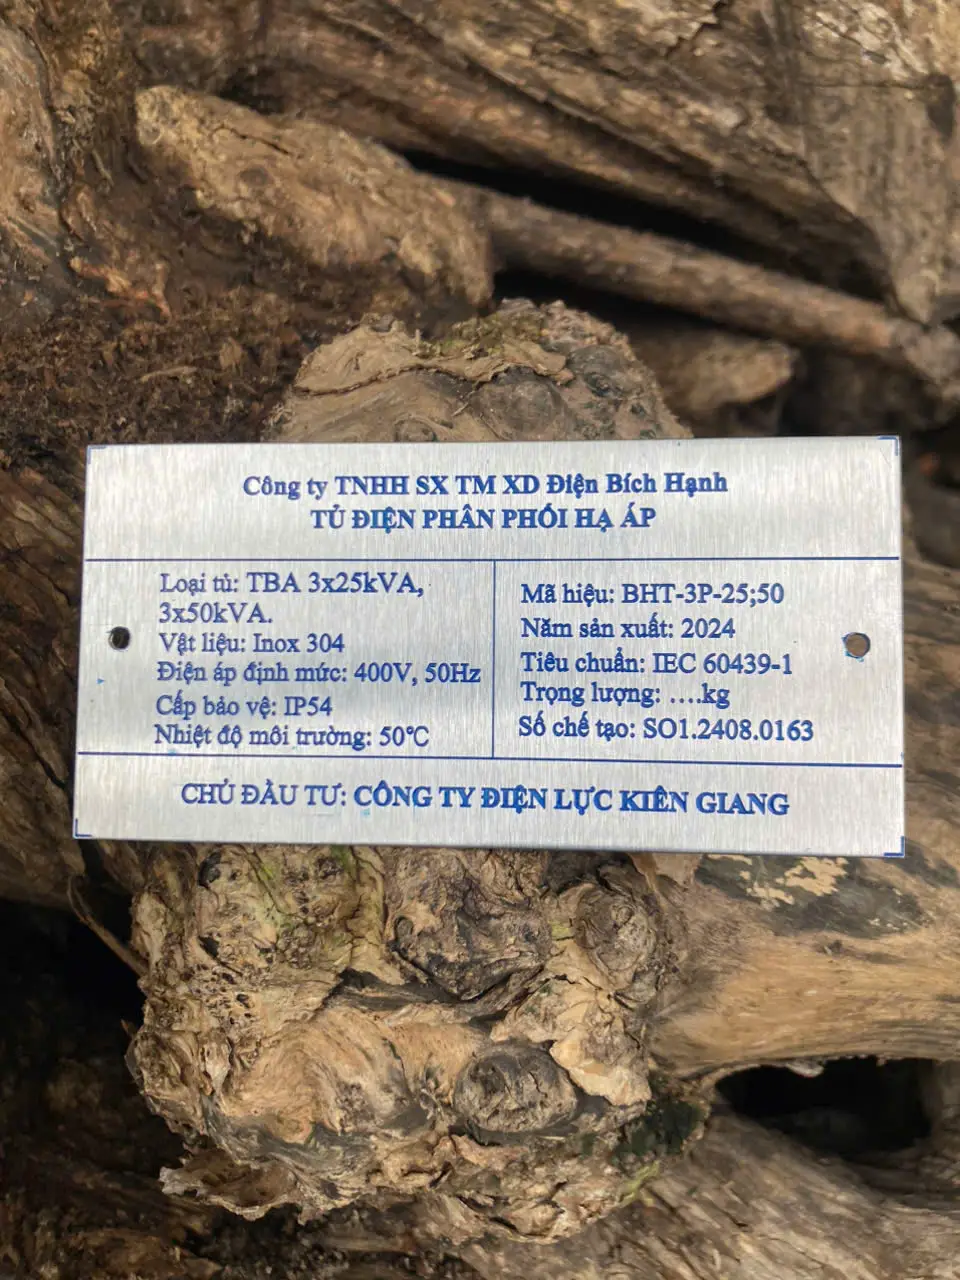 Công ty TNHH SX TM XD Điện Bích Hạnh
TỦ ĐIỆN PHÂN PHỐI HẠ ÁP
Loại tủ: TBA 3x25kVA,
3x50kVA.
Vật liệu: Inox 304
Điện áp định mức: 400V, 50Hz
Cấp bảo vệ: IP54
Nhiệt độ môi trường: 50°C
Mã hiệu: BHT-3P-25;50
Năm sản xuất: 2024
Tiêu chuẩn: IEC 60439-1
Trọng lượng: ....kg
Số chế tạo: SO1.2408.0163
CHỦ ĐẦU TƯ: CÔNG TY ĐIỆN LỰC KIÊN GIANG